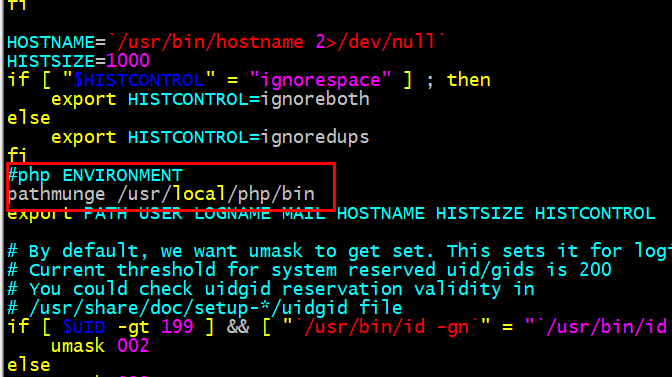 fi
HOSTNAME=`/usr/bin/hostname 2>/dev/null`
HISTSIZE=1000
if [ "$HISTCONTROL" = "ignorespace" ] ; then
    export HISTCONTROL=ignoreboth
else
    export HISTCONTROL=ignoredups
fi
#php ENVIRONMENT
pathmunge /usr/local/php/bin
export PATH USER LOGNAME MAIL HOSTNAME HISTSIZE HISTCONTROL
# By default, we want umask to get set. This sets it for logi
# Current threshold for system reserved uid/gids is 200
# You could check uidgid reservation validity in
# /usr/share/doc/setup-*/uidgid file
if [ $UID -gt 199 ] && [ "`/usr/bin/id -gn`" = "`/usr/bin/id
    umask 002
else